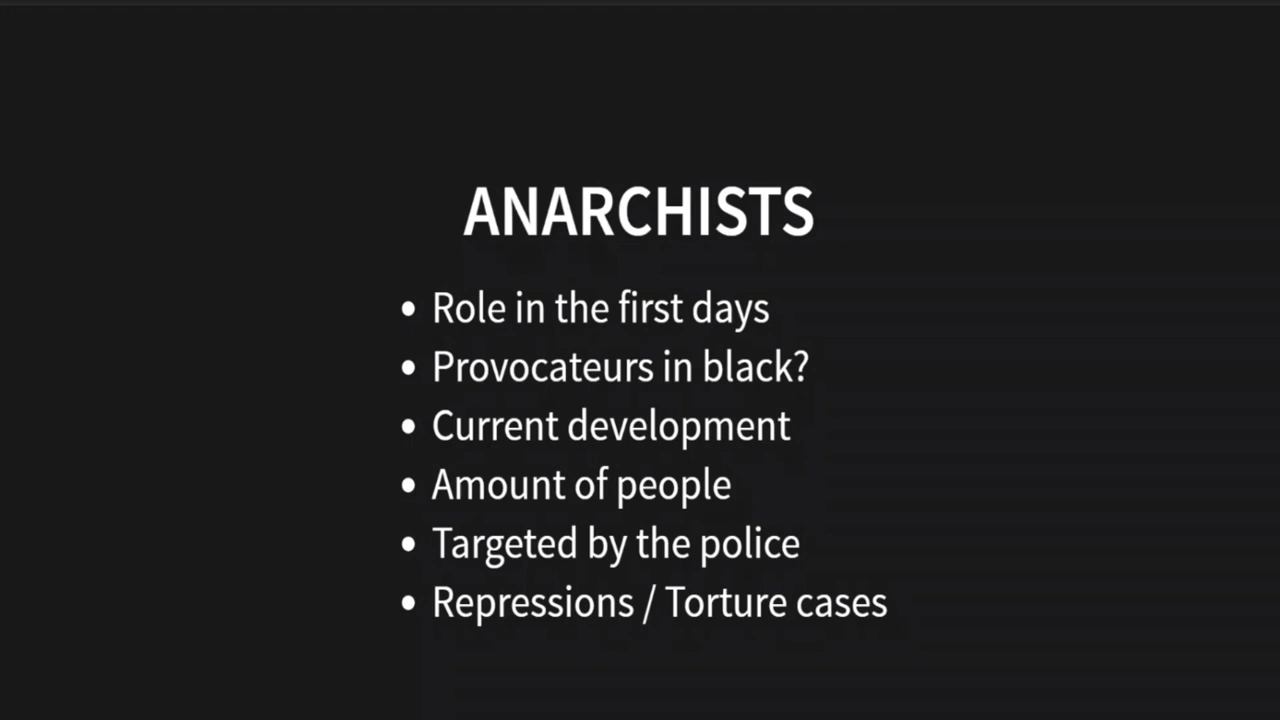 ANARCHISTS
• Role in the first days
• Provocateurs in black?
• Current development
• Amount of people
• Targeted by the police
• Repressions / Torture cases